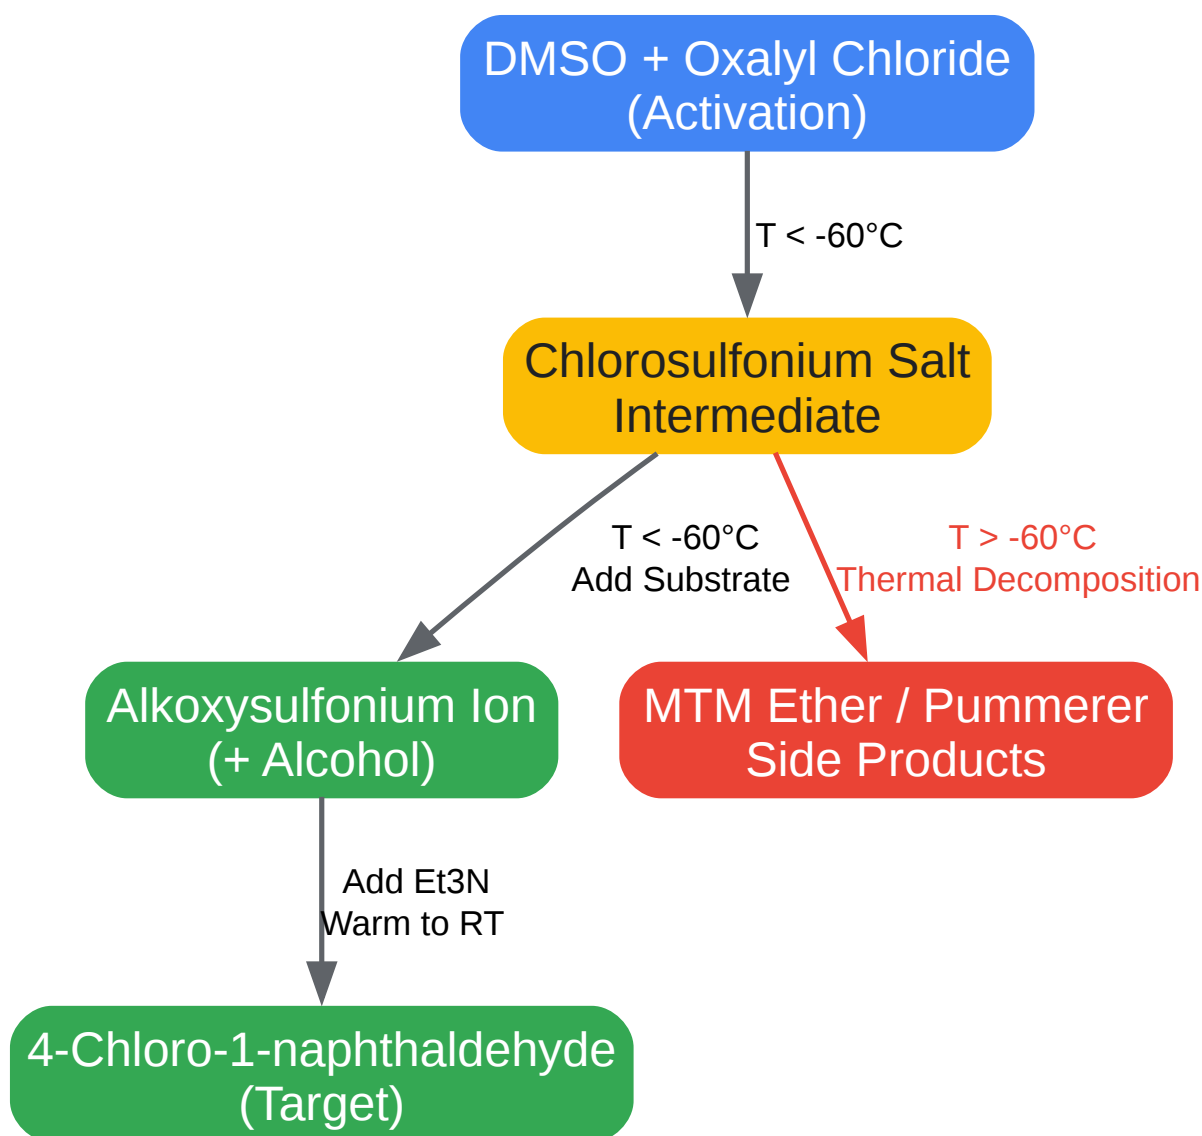 DMSO + Oxalyl Chloride
(Activation)
T < -60°C
Chlorosulfonium Salt
Intermediate
T < -60°C
Add Substrate
T > -60°C
Thermal Decomposition
Alkoxysulfonium Ion
(+ Alcohol)
MTM Ether / Pummerer
Side Products
Add Et3N
Warm to RT
4-Chloro-1-naphthaldehyde
(Target)